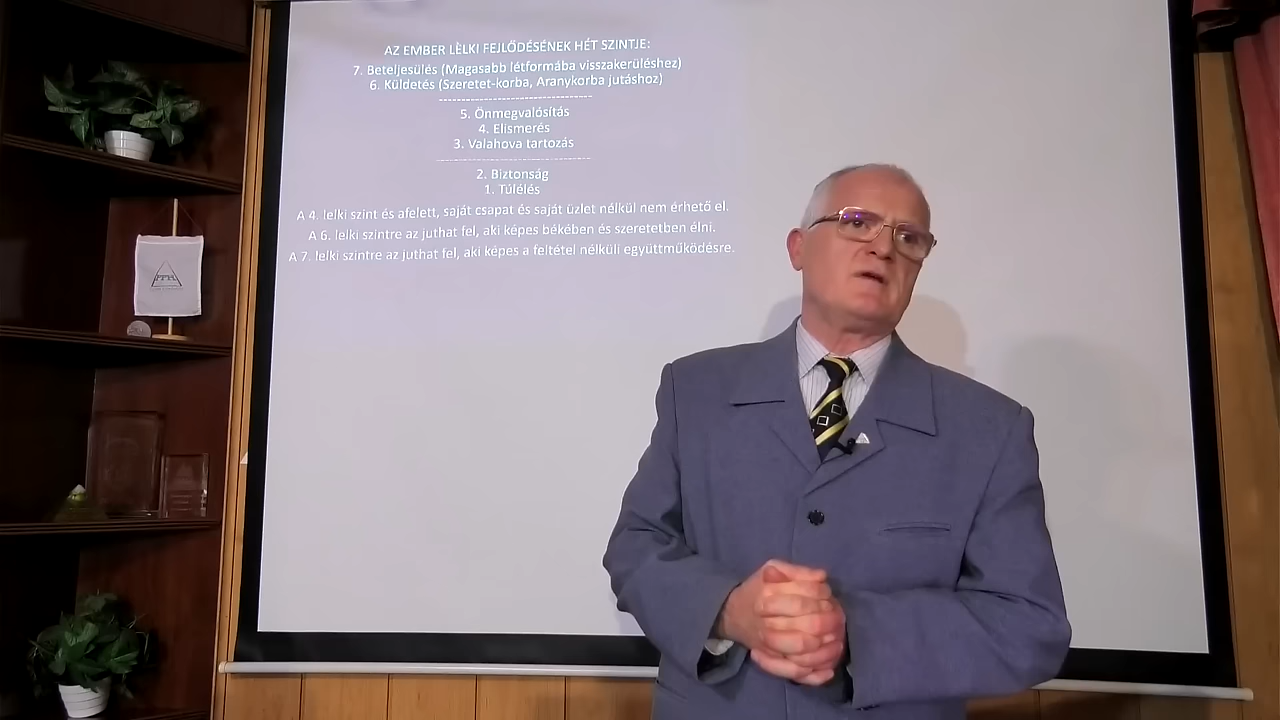 AZ EMBER LELKI FEJLŐDÉSÉNEK HÉT SZINTJE:
7. Beteljesülés (Magasabb létformába visszakerüléshez)
6. Küldetés (Szeretet-korba, Aranykorba jutáshoz)
5. Önmegvalósítás
4. Elismerés
3. Valahova tartozás
2. Biztonság
1. Túlélés
A 4. lelki szint és afelett, saját csapat és saját üzlet nélkül nem érhető el.
A 6. lelki szintre az juthat fel, aki képes békében és szeretetben élni.
A 7. lelki szintre az juthat fel, aki képes a feltétel nélküli együttműködésre.